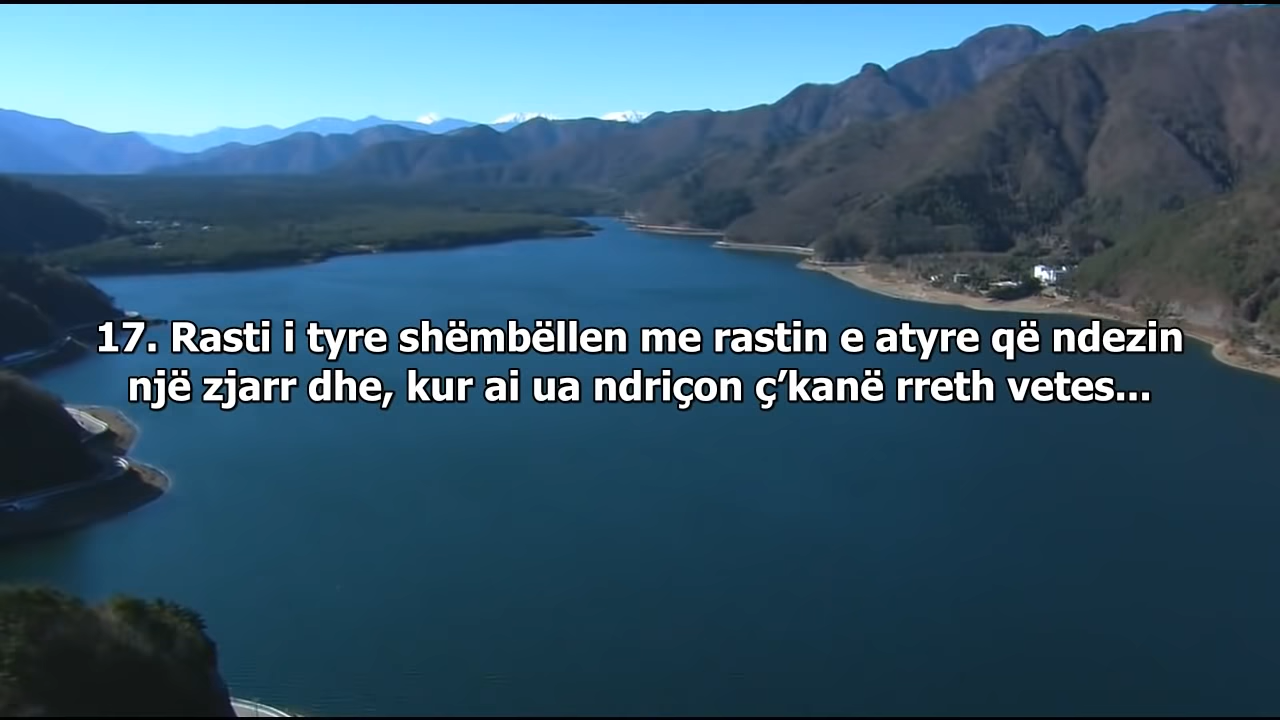 17. Rasti i tyre shëmbëllen me rastin e atyre që ndezin
një zjarr dhe, kur ai ua ndriçon ç’kanë rreth vetes...